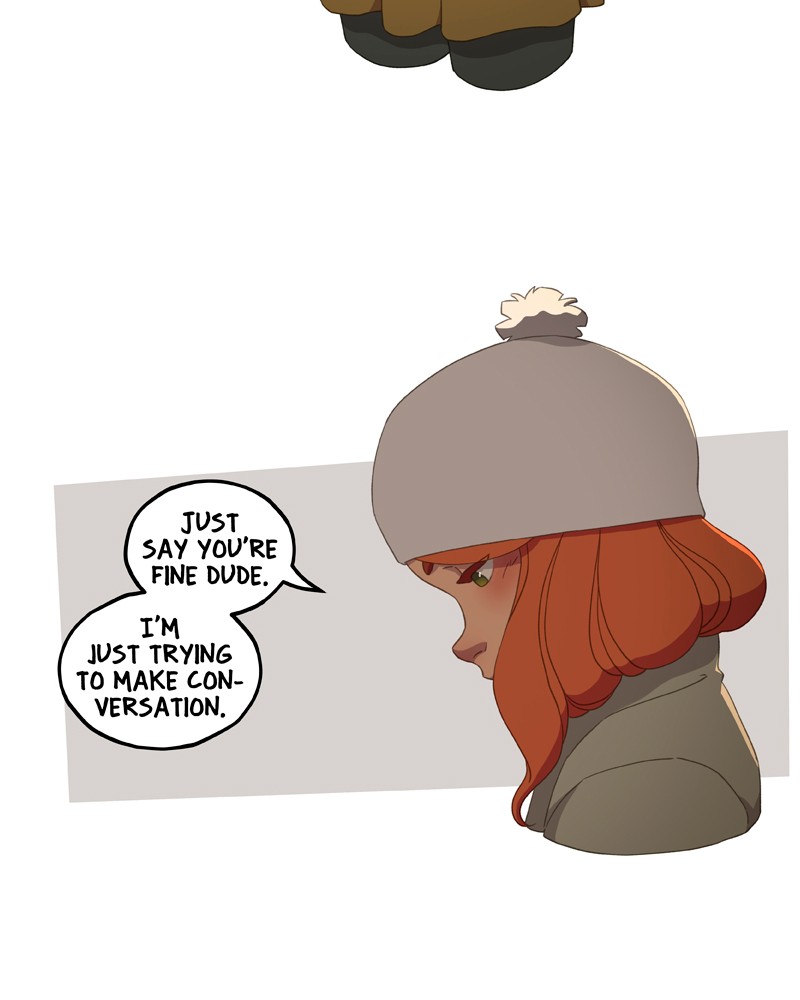 JUST
SAY YOU'RE
FINE DUDE.
I'M
JUST TRYING
TO MAKE CON-
VERSATION.